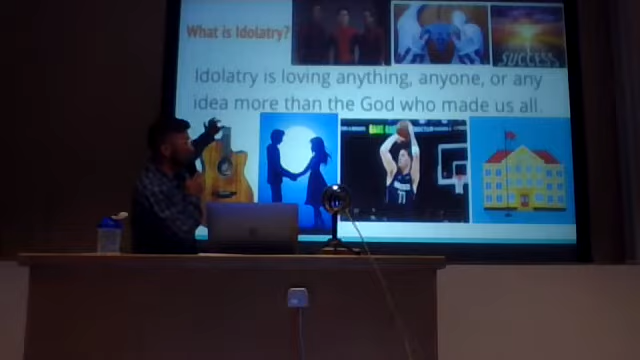 What is Idolatry?
SUCCESS
Idolatry is loving anything, anyone, or any
idea more than the God who made us all.